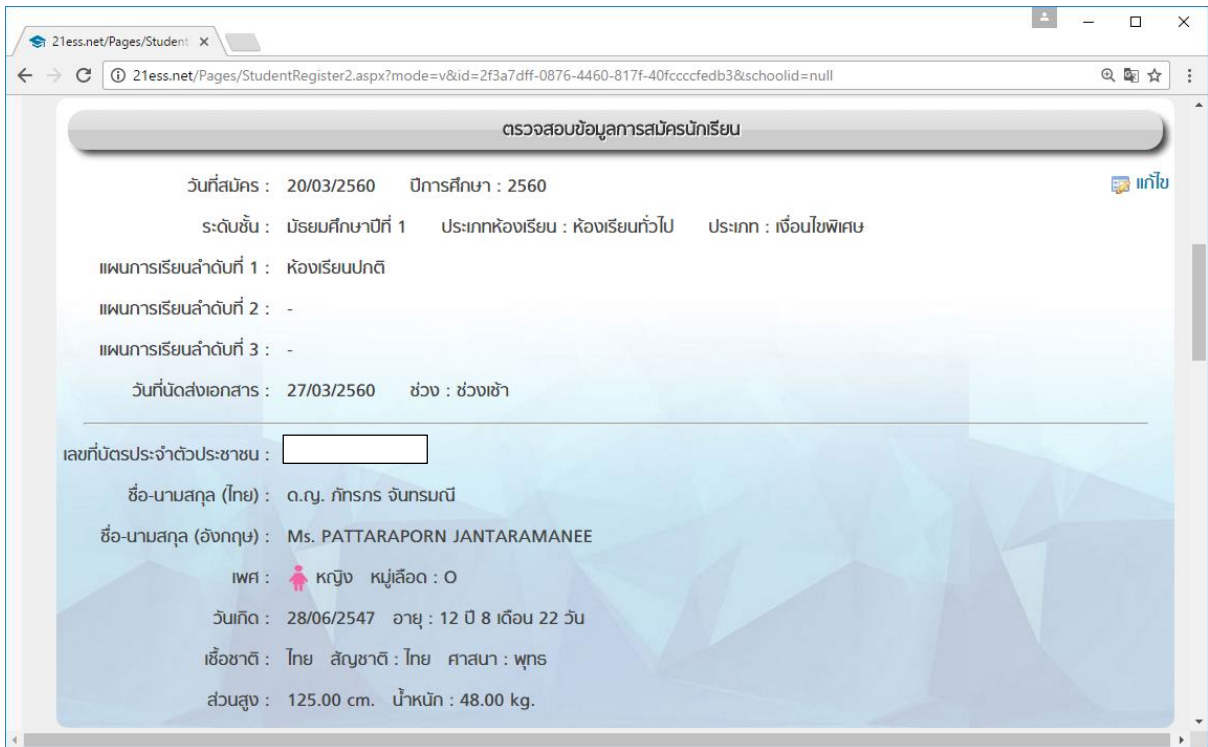 21ess.net/Pages/Student
21ess.net/Pages/StudentRegister2.aspx?mode=v&id=2f3a7dff-0876-4460-817f-40fccccfedb3&schoolid=null
ตรวจสอบข้อมูลการสมัครนักเรียน
วันที่สมัคร : 20/03/2560 ปีการศึกษา : 2560 แก้ไข
ระดับชั้น : มัธยมศึกษาปีที่ 1 ประเภทห้องเรียน : ห้องเรียนทั่วไป ประเภท : เงื่อนไขพิเศษ
แผนการเรียนลำดับที่ 1 : ห้องเรียนปกติ
แผนการเรียนลำดับที่ 2 : -
แผนการเรียนลำดับที่ 3 : -
วันที่นัดส่งเอกสาร : 27/03/2560 ช่วง : ช่วงเช้า
เลขที่บัตรประจำตัวประชาชน :
ชื่อ-นามสกุล (ไทย) : ด.ญ. ภัทรภร จันทรมณี
ชื่อ-นามสกุล (อังกฤษ) : Ms. PATTARAPORN JANTARAMANEE
เพศ : หญิง หมู่เลือด : O
วันเกิด : 28/06/2547 อายุ : 12 ปี 8 เดือน 22 วัน
เชื้อชาติ : ไทย สัญชาติ : ไทย ศาสนา : พุทธ
ส่วนสูง : 125.00 cm. น้ำหนัก : 48.00 kg.